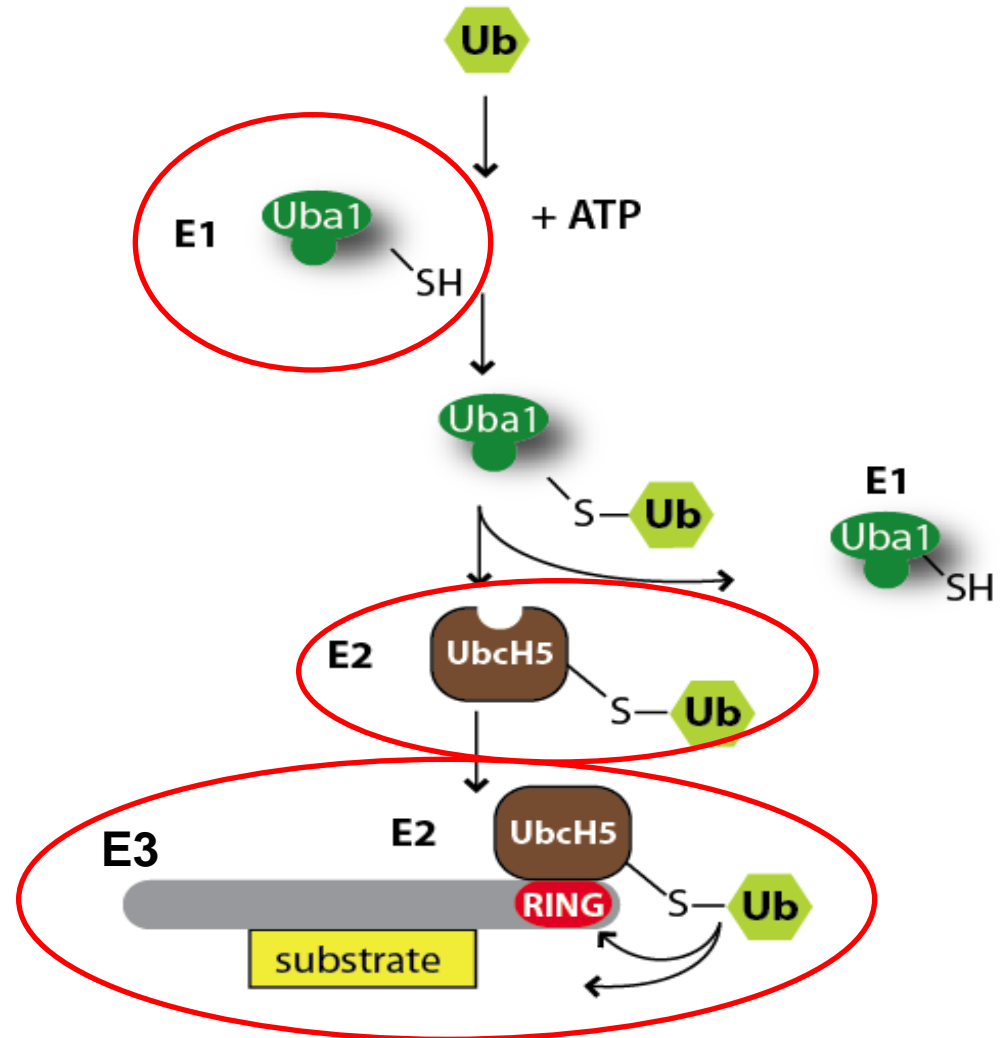 Ub
E1
Uba1
SH
+ ATP
Uba1
S
Ub
E1
Uba1
SH
E2
UbcH5
S
Ub
E3
E2
UbcH5
RING
S
Ub
substrate